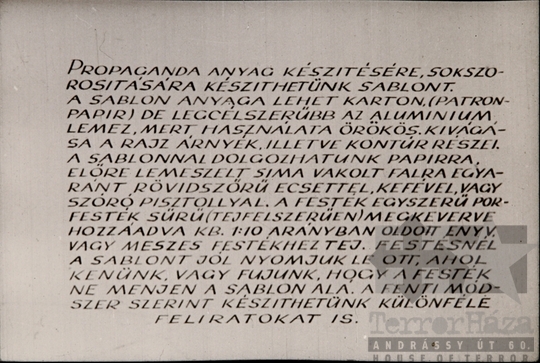 PROPAGANDA ANYAG KÉSZITÉSÉRE, SOKSZO-
ROSITÁSÁRA KÉSZITHETÜNK SABLONT.
A SABLON ANYAGA LEHET KARTON, (PATRON-
PAPIR) DE LEGCÉLSZERÜBB AZ ALUMINIUM
LEMEZ, MERT HASZNÁLATA ÖRÖKÖS. KIVÁGÁ-
SA A RAJZ ÁRNYÉK, ILLETVE KONTÚR RÉSZEI.
A SABLONNAL DOLGOZHATUNK PAPIRRA,
ELŐRE LEMESZELT SIMA VAKOLT FALRA EGYA-
RÁNT RÖVIDSZŐRŰ ECSETTEL, KEFÉVEL, VAGY
SZÓRÓ PISZTOLLYAL. A FESTÉK EGYSZERŰ POR-
FESTÉK SŰRŰ (TEJFELSZERŰEN) MEGKEVERVE
HOZZÁADVA KB. 1:10 ARÁNYBAN OLDOTT ENYV,
VAGY MESZES FESTÉKHEZ TEJ. FESTÉSNÉL
A SABLONT JÓL NYOMJUK LE OTT, AHOL
KENÜNK, VAGY FUJUNK, HOGY A FESTÉK
NE MENJEN A SABLON ALÁ. A FENTI MÓD-
SZER SZERINT KÉSZITHETÜNK KÜLÖNFÉLE
FELIRATOKAT IS.
TerrorHáza
ANDRÁSSY ÚT 60.
HOUSE OF TERROR